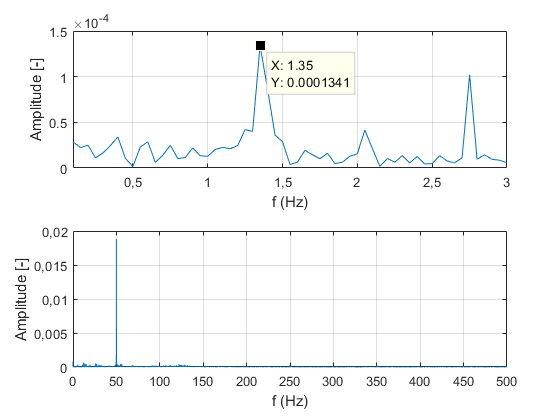 ×10⁻⁴
1.5
1
0.5
0
Amplitude [-]
X: 1.35
Y: 0.0001341
0,5 1 1,5 2 2,5 3
f (Hz)
0,02
0,015
0,01
0,005
0
Amplitude [-]
0 50 100 150 200 250 300 350 400 450 500
f (Hz)